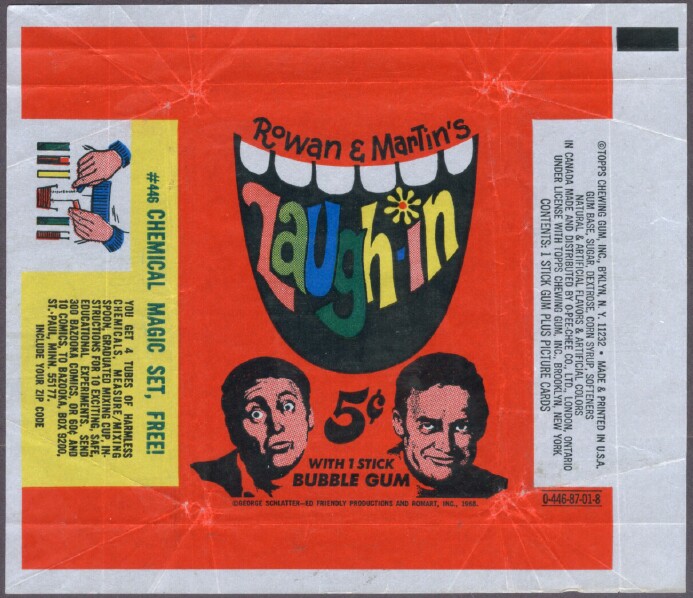 Rowan & Martin's
Laugh-in
5¢
WITH 1 STICK
BUBBLE GUM
©GEORGE SCHLATTER–ED FRIENDLY PRODUCTIONS AND ROMART, INC., 1968.
#446 CHEMICAL MAGIC SET, FREE!
YOU GET 4 TUBES OF HARMLESS
CHEMICALS, MEASURE/MIXING
SPOON, GRADUATED MIXING CUP, IN-
STRUCTIONS FOR 10 EXCITING, SAFE,
EDUCATIONAL EXPERIMENTS. SEND
300 BAZOOKA COMICS, OR 60¢ AND
10 COMICS, TO BAZOOKA, BOX 9200,
ST.-PAUL, MINN. 55177.
INCLUDE YOUR ZIP CODE
©TOPPS CHEWING GUM, INC., B'KLYN, N. Y. 11232 • MADE & PRINTED IN U.S.A.
GUM BASE, SUGAR, DEXTROSE, CORN SYRUP, SOFTENERS
NATURAL & ARTIFICIAL FLAVORS & ARTIFICIAL COLORS
IN CANADA MADE AND DISTRIBUTED BY O-PEE-CHEE CO., LTD., LONDON, ONTARIO
UNDER LICENSE WITH TOPPS CHEWING GUM, INC., BROOKLYN, NEW YORK
CONTENTS: 1 STICK GUM PLUS PICTURE CARDS
0-446-87-01-8